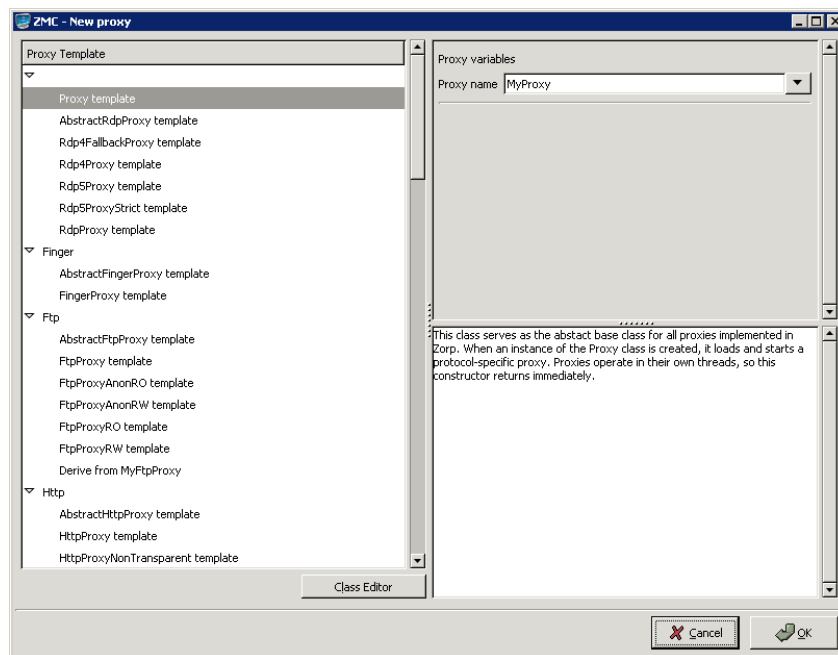 ZMC - New proxy
Proxy Template
Proxy template
AbstractRdpProxy template
Rdp4FallbackProxy template
Rdp4Proxy template
Rdp5Proxy template
Rdp5ProxyStrict template
RdpProxy template
Finger
AbstractFingerProxy template
FingerProxy template
Ftp
AbstractFtpProxy template
FtpProxy template
FtpProxyAnonRO template
FtpProxyAnonRW template
FtpProxyRO template
FtpProxyRW template
Derive from MyFtpProxy
Http
AbstractHttpProxy template
HttpProxy template
HttpProxyNonTransparent template
Class Editor
Proxy variables
Proxy name MyProxy
This class serves as the abstact base class for all proxies implemented in
Zorp. When an instance of the Proxy class is created, it loads and starts a
protocol-specific proxy. Proxies operate in their own threads, so this
constructor returns immediately.
Cancel
OK